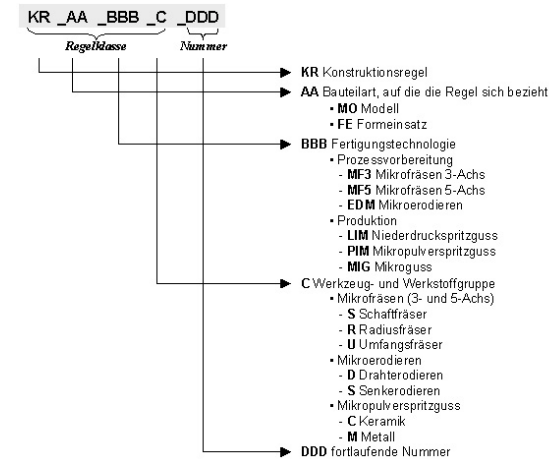 KR _AA _BBB _C _DDD
Regelklasse Nummer
KR Konstruktionsregel
AA Bauteilart, auf die die Regel sich bezieht
▪ MO Modell
▪ FE Formeinsatz
BBB Fertigungstechnologie
▪ Prozessvorbereitung
- MF3 Mikrofräsen 3-Achs
- MF5 Mikrofräsen 5-Achs
- EDM Mikroerodieren
▪ Produktion
- LIM Niederdruckspritzguss
- PIM Mikropulverspritzguss
- MIG Mikroguss
C Werkzeug- und Werkstoffgruppe
▪ Mikrofräsen (3- und 5-Achs)
- S Schaftfräser
- R Radiusfräser
- U Umfangsfräser
▪ Mikroerodieren
- D Drahterodieren
- S Senkerodieren
▪ Mikropulverspritzguss
- C Keramik
- M Metall
DDD fortlaufende Nummer